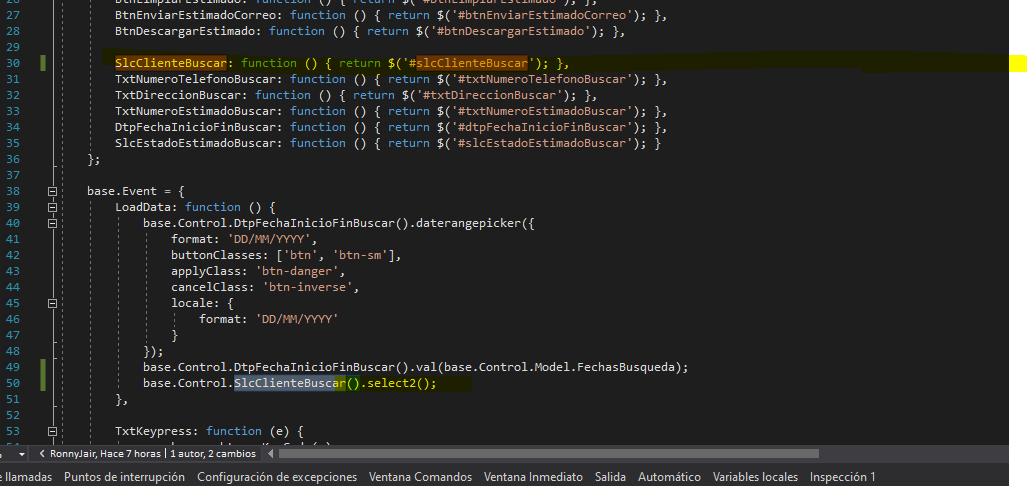 BtnLimpiarEstimado: function () { return $('#btnLimpiarEstimado'); },
27 BtnEnviarEstimadoCorreo: function () { return $('#btnEnviarEstimadoCorreo'); },
28 BtnDescargarEstimado: function () { return $('#btnDescargarEstimado'); },
29
30 SlcClienteBuscar: function () { return $('#slcClienteBuscar'); },
31 TxtNumeroTelefonoBuscar: function () { return $('#txtNumeroTelefonoBuscar'); },
32 TxtDireccionBuscar: function () { return $('#txtDireccionBuscar'); },
33 TxtNumeroEstimadoBuscar: function () { return $('#txtNumeroEstimadoBuscar'); },
34 DtpFechaInicioFinBuscar: function () { return $('#dtpFechaInicioFinBuscar'); },
35 SlcEstadoEstimadoBuscar: function () { return $('#slcEstadoEstimadoBuscar'); }
36 };
37
38 base.Event = {
39 LoadData: function () {
40 base.Control.DtpFechaInicioFinBuscar().daterangepicker({
41 format: 'DD/MM/YYYY',
42 buttonClasses: ['btn', 'btn-sm'],
43 applyClass: 'btn-danger',
44 cancelClass: 'btn-inverse',
45 locale: {
46 format: 'DD/MM/YYYY'
47 }
48 });
49 base.Control.DtpFechaInicioFinBuscar().val(base.Control.Model.FechasBusqueda);
50 base.Control.SlcClienteBuscar().select2();
51 },
52
53 TxtKeypress: function (e) {
RonnyJair, Hace 7 horas | 1 autor, 2 cambios
e llamadas Puntos de interrupción Configuración de excepciones Ventana Comandos Ventana Inmediato Salida Automático Variables locales Inspección 1